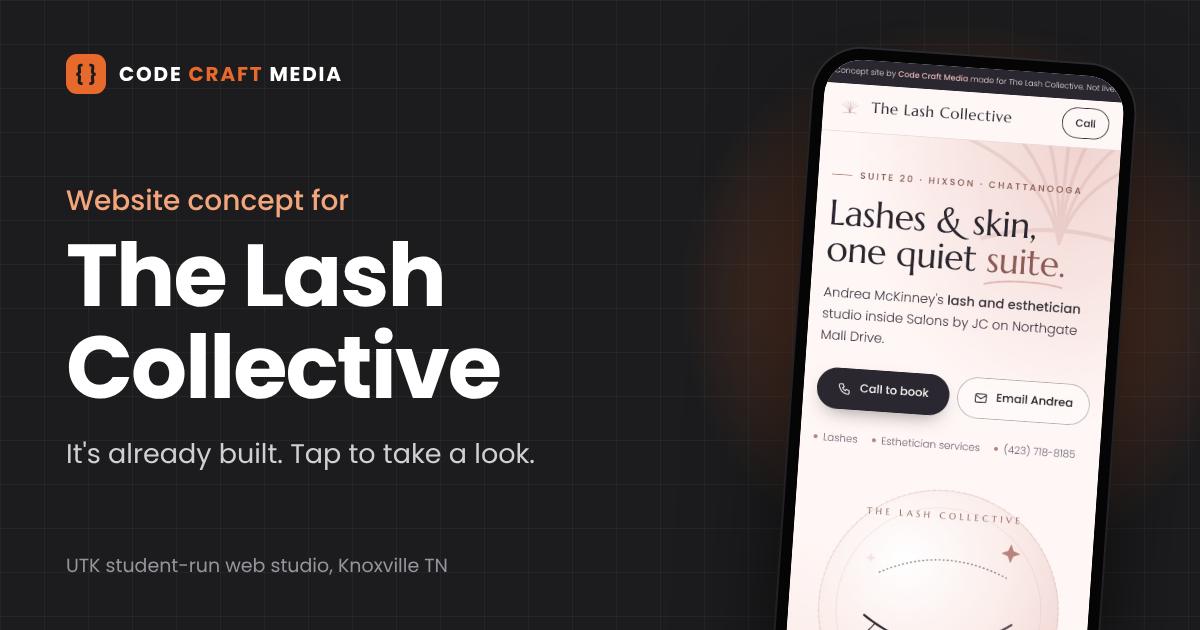 { }
CODE CRAFT MEDIA
Website concept for
The Lash
Collective
It's already built. Tap to take a look.
UTK student-run web studio, Knoxville TN
Concept site by Code Craft Media made for The Lash Collective. Not live.
The Lash Collective
Call
SUITE 20 · HIXSON · CHATTANOOGA
Lashes & skin,
one quiet suite.
Andrea McKinney's lash and esthetician
studio inside Salons by JC on Northgate
Mall Drive.
Call to book
Email Andrea
• Lashes • Esthetician services • (423) 718-8185
THE LASH COLLECTIVE